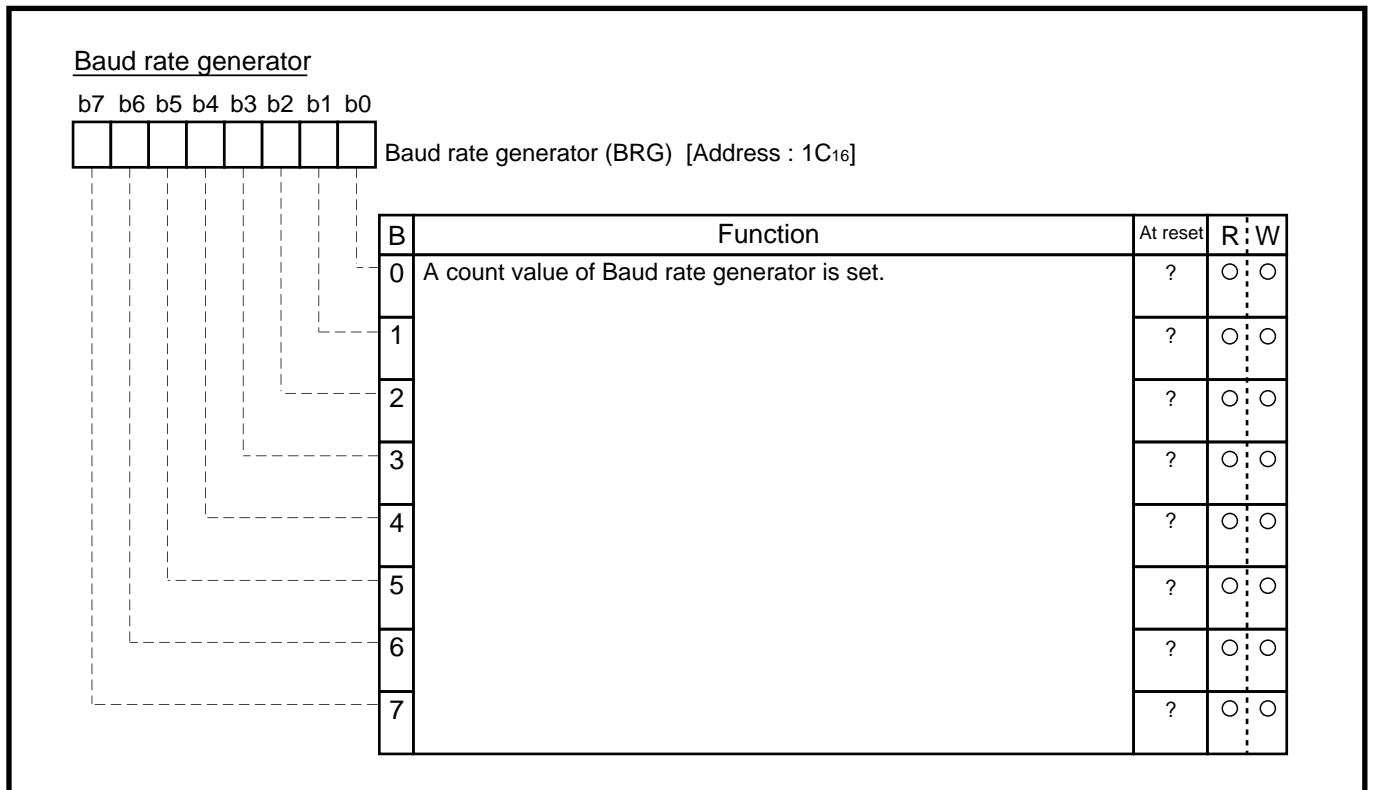 Baud rate generator
b7 b6 b5 b4 b3 b2 b1 b0
Baud rate generator (BRG) [Address : 1C₁₆]
B Function At reset R W
0 A count value of Baud rate generator is set. ? ○ ○
1 ? ○ ○
2 ? ○ ○
3 ? ○ ○
4 ? ○ ○
5 ? ○ ○
6 ? ○ ○
7 ? ○ ○